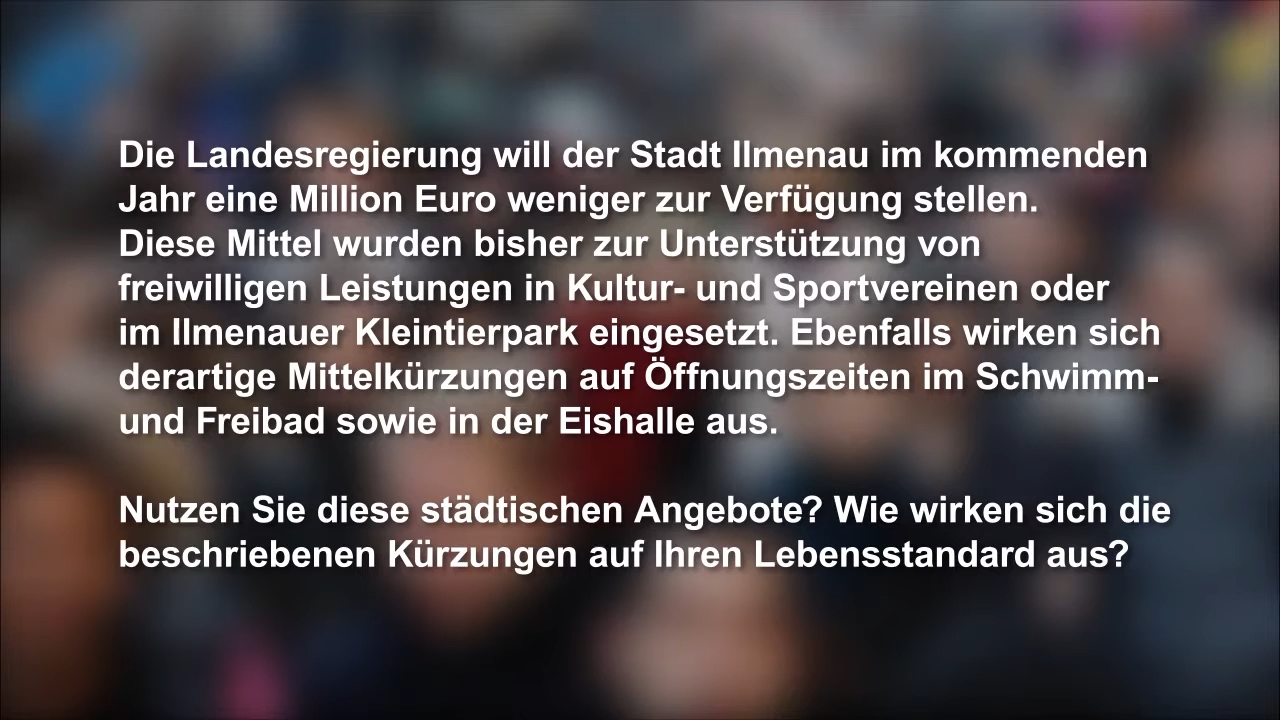 Die Landesregierung will der Stadt Ilmenau im kommenden
Jahr eine Million Euro weniger zur Verfügung stellen.
Diese Mittel wurden bisher zur Unterstützung von
freiwilligen Leistungen in Kultur- und Sportvereinen oder
im Ilmenauer Kleintierpark eingesetzt. Ebenfalls wirken sich
derartige Mittelkürzungen auf Öffnungszeiten im Schwimm-
und Freibad sowie in der Eishalle aus.
Nutzen Sie diese städtischen Angebote? Wie wirken sich die
beschriebenen Kürzungen auf Ihren Lebensstandard aus?